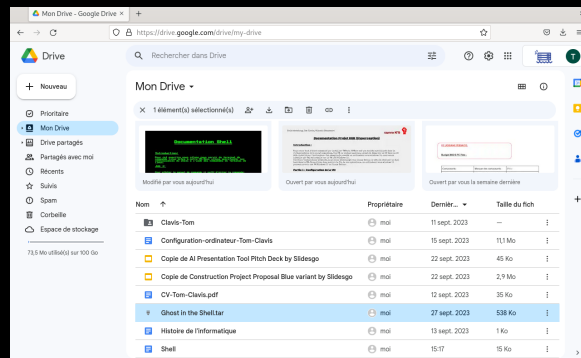 Mon Drive - Google Drive
https://drive.google.com/drive/my-drive
Drive
Rechercher dans Drive
T
Nouveau
Mon Drive
1 élément(s) sélectionné(s)
Prioritaire
Mon Drive
Drive partagés
Partagés avec moi
Récents
Suivis
Spam
Corbeille
Espace de stockage
73,5 Mo utilisé(s) sur 100 Go
Documentation Shell
Introduction:
Modifié par vous aujourd'hui
Ouvert par vous aujourd'hui
Ouvert par vous la semaine dernière
Nom Propriétaire Dernièr... Taille du fich
Clavis-Tom moi 11 sept. 2023 —
Configuration-ordinateur-Tom-Clavis moi 15 sept. 2023 11,1 Mo
Copie de AI Presentation Tool Pitch Deck by Slidesgo moi 22 sept. 2023 45 Ko
Copie de Construction Project Proposal Blue variant by Slidesgo moi 22 sept. 2023 2,9 Mo
CV-Tom-Clavis.pdf moi 12 sept. 2023 35 Ko
Ghost in the Shell.tar moi 27 sept. 2023 538 Ko
Histoire de l'informatique moi 13 sept. 2023 1 Ko
Shell moi 15:17 15 Ko